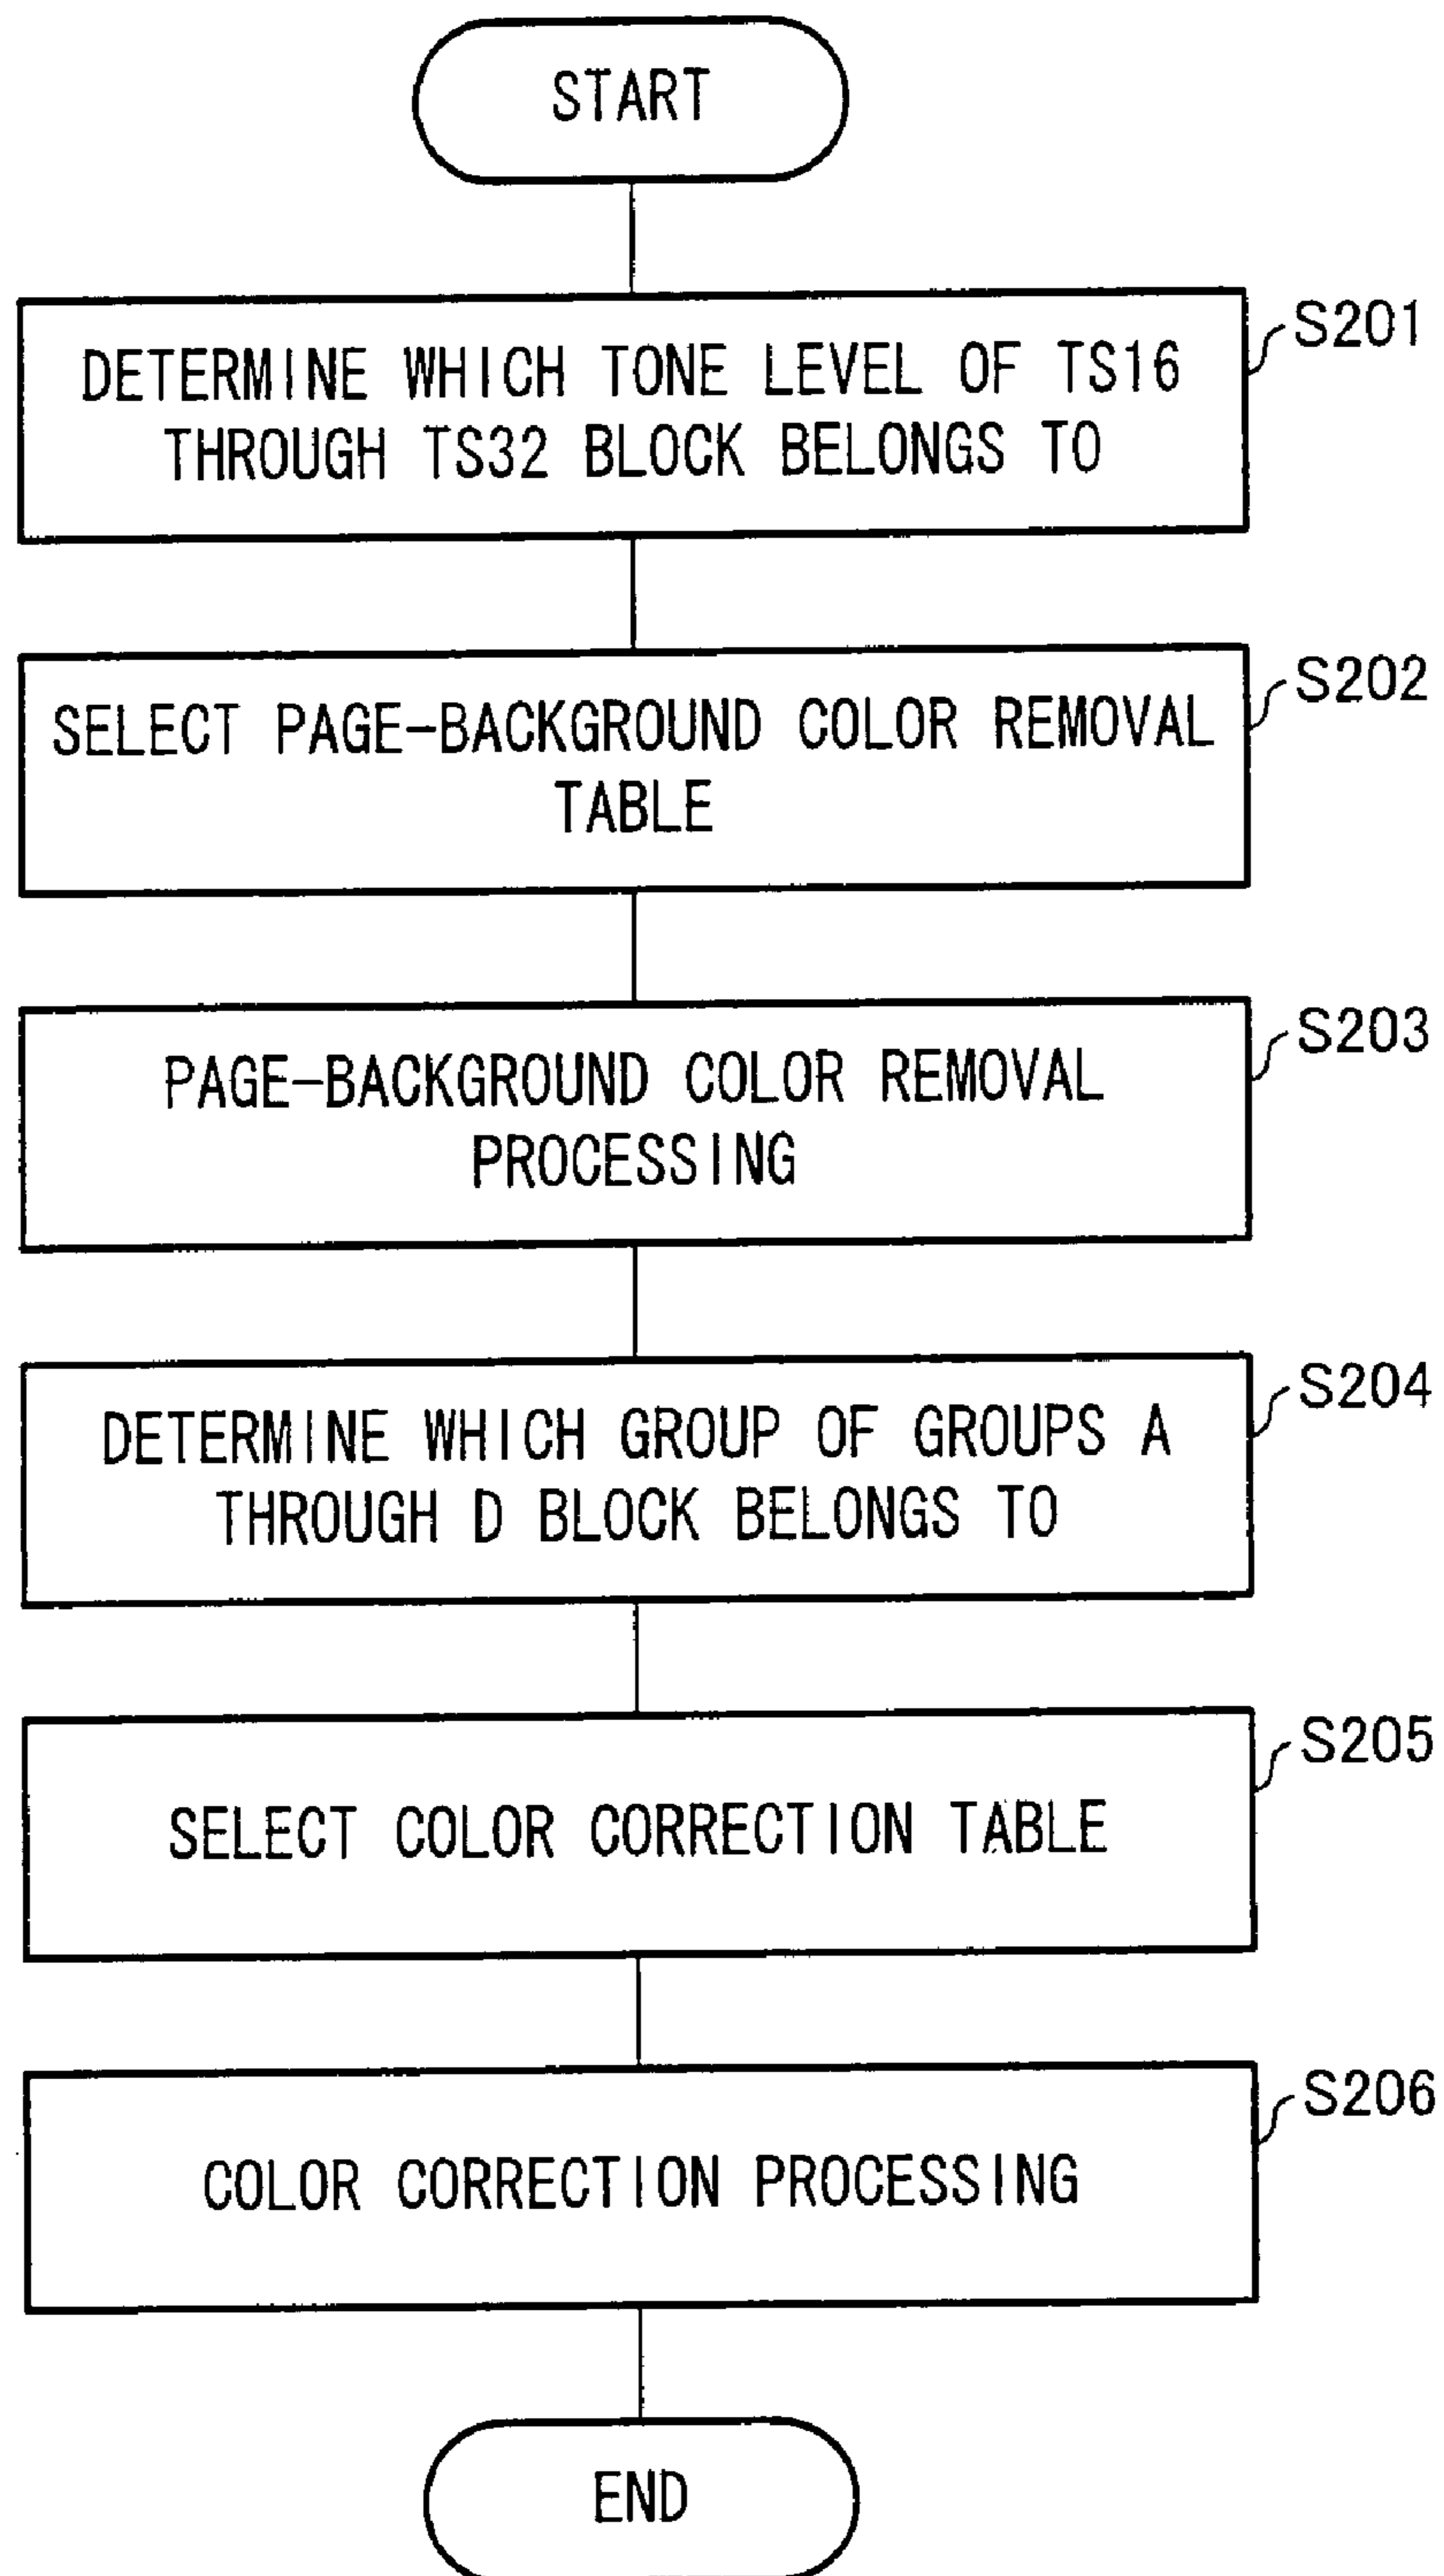 START
DETERMINE WHICH TONE LEVEL OF TS16
THROUGH TS32 BLOCK BELONGS TO
S201
SELECT PAGE-BACKGROUND COLOR REMOVAL
TABLE
S202
PAGE-BACKGROUND COLOR REMOVAL
PROCESSING
S203
DETERMINE WHICH GROUP OF GROUPS A
THROUGH D BLOCK BELONGS TO
S204
SELECT COLOR CORRECTION TABLE
S205
COLOR CORRECTION PROCESSING
S206
END